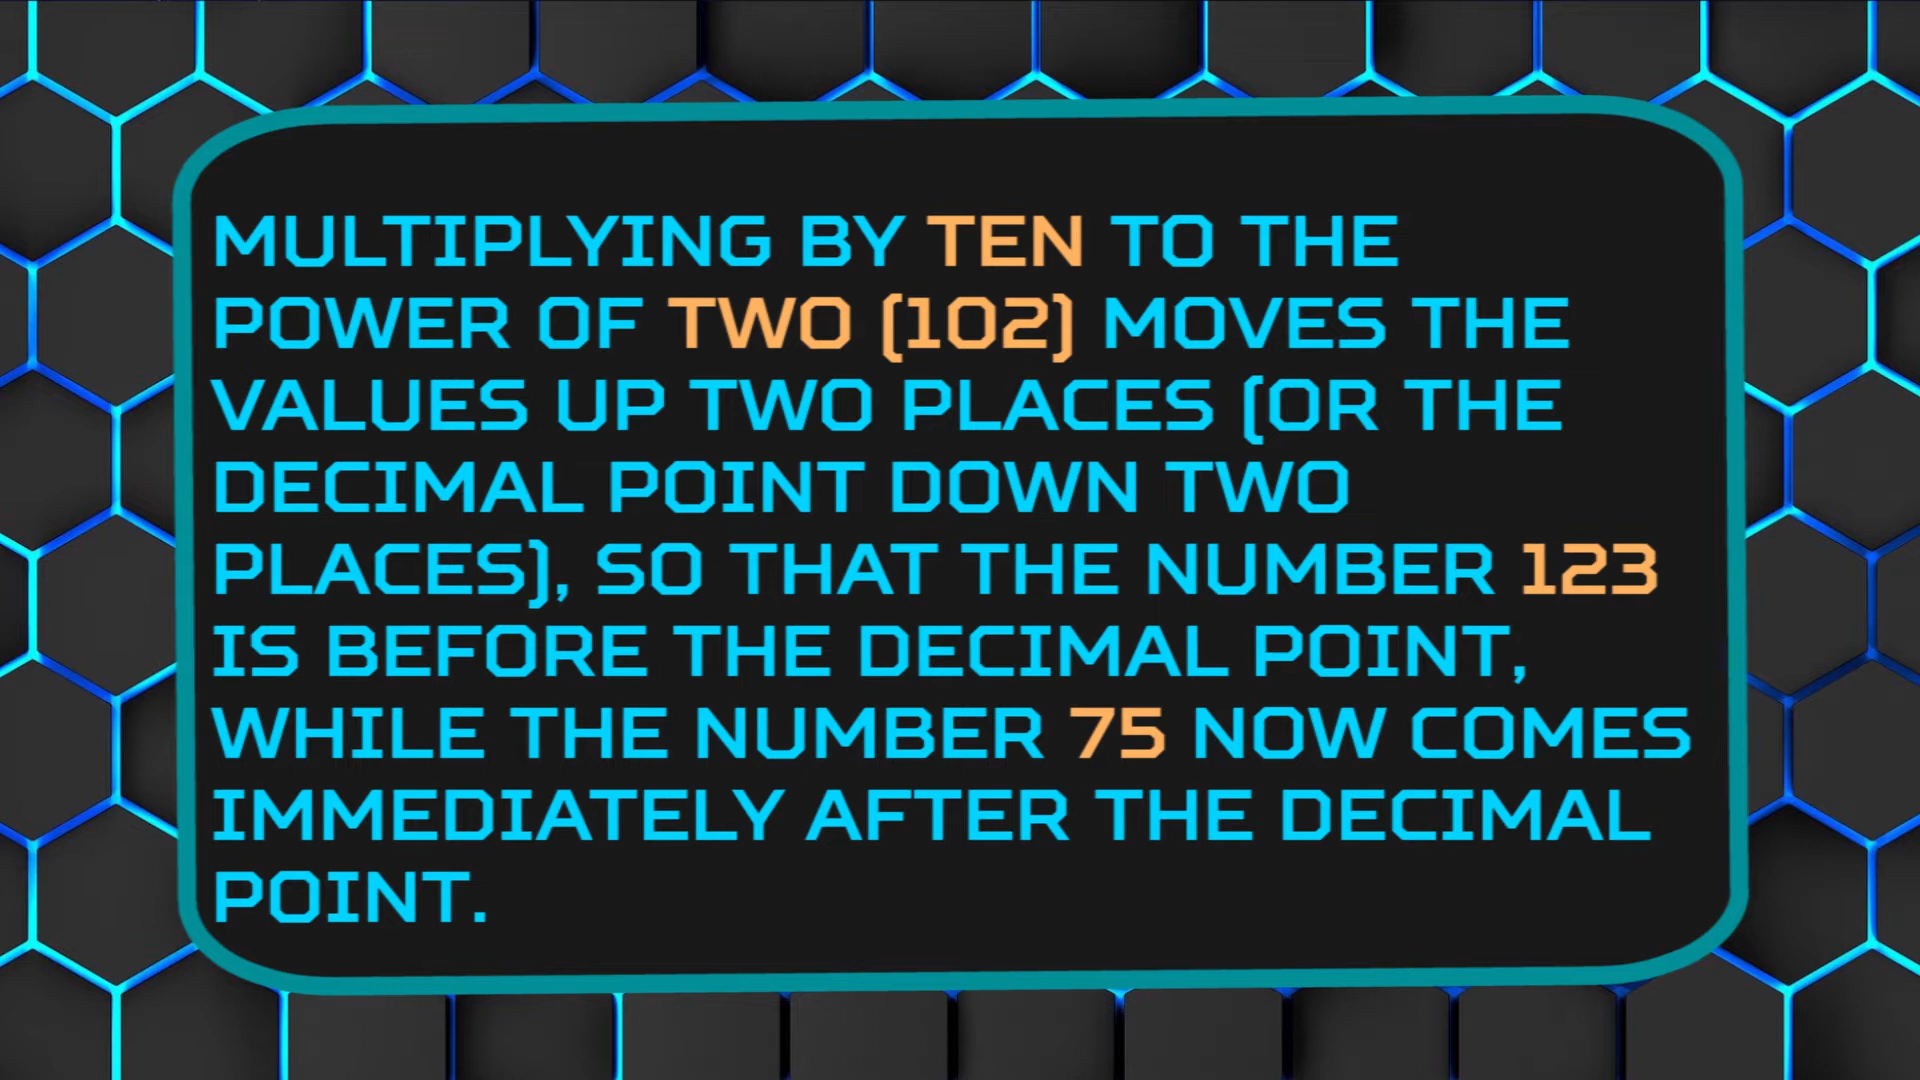 MULTIPLYING BY TEN TO THE
POWER OF TWO (102) MOVES THE
VALUES UP TWO PLACES (OR THE
DECIMAL POINT DOWN TWO
PLACES), SO THAT THE NUMBER 123
IS BEFORE THE DECIMAL POINT,
WHILE THE NUMBER 75 NOW COMES
IMMEDIATELY AFTER THE DECIMAL
POINT.